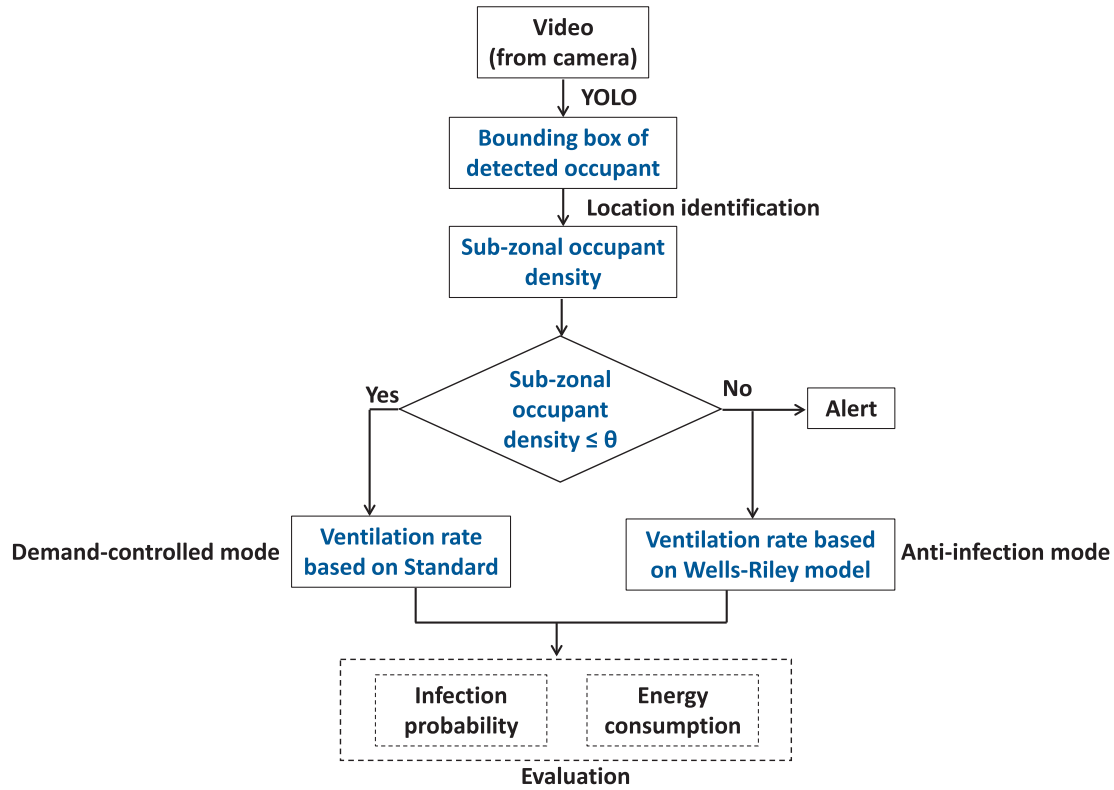 Video
(from camera)
YOLO
Bounding box of
detected occupant
Location identification
Sub-zonal occupant
density
Sub-zonal
occupant
density ≤ θ
Yes
No
Alert
Demand-controlled mode
Ventilation rate
based on Standard
Ventilation rate based
on Wells-Riley model
Anti-infection mode
Infection
probability
Energy
consumption
Evaluation